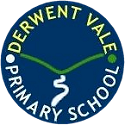 DERWENT VALE
PRIMARY SCHOOL